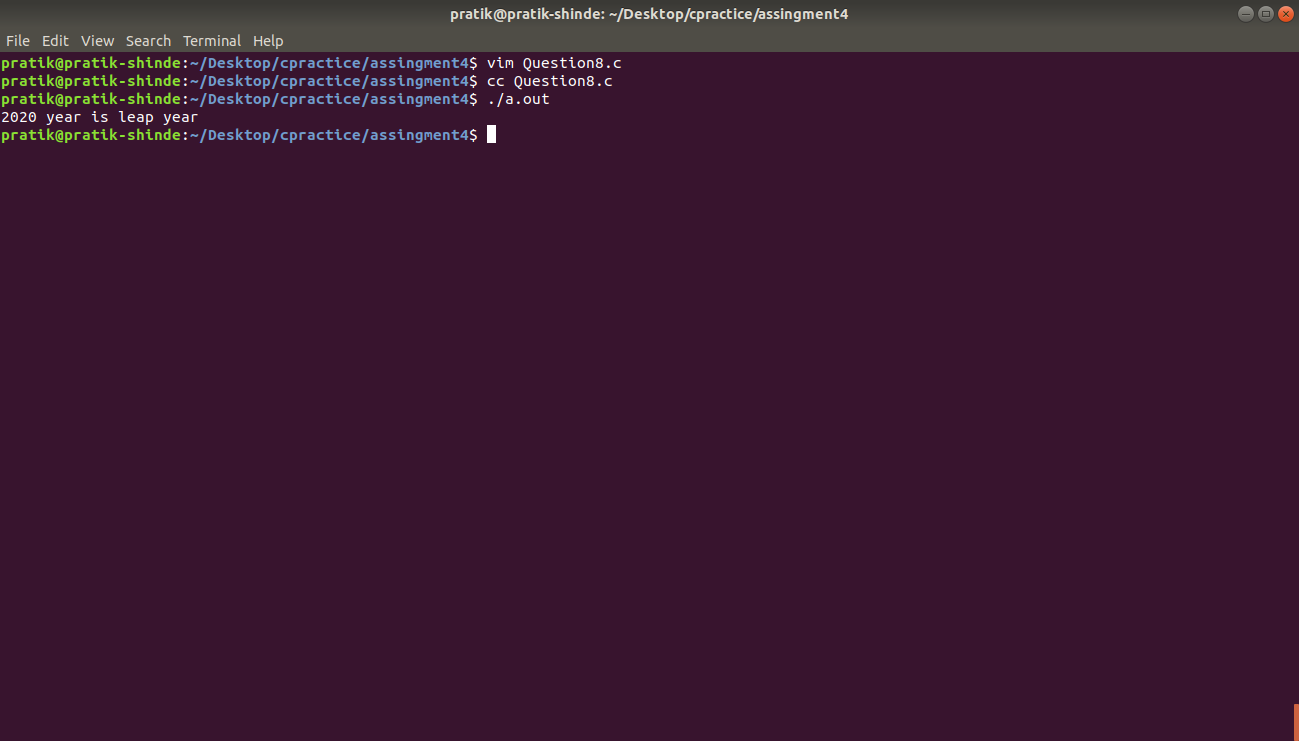 pratik@pratik-shinde: ~/Desktop/cpractice/assingment4
File Edit View Search Terminal Help
pratik@pratik-shinde:~/Desktop/cpractice/assingment4$ vim Question8.c
pratik@pratik-shinde:~/Desktop/cpractice/assingment4$ cc Question8.c
pratik@pratik-shinde:~/Desktop/cpractice/assingment4$ ./a.out
2020 year is leap year
pratik@pratik-shinde:~/Desktop/cpractice/assingment4$